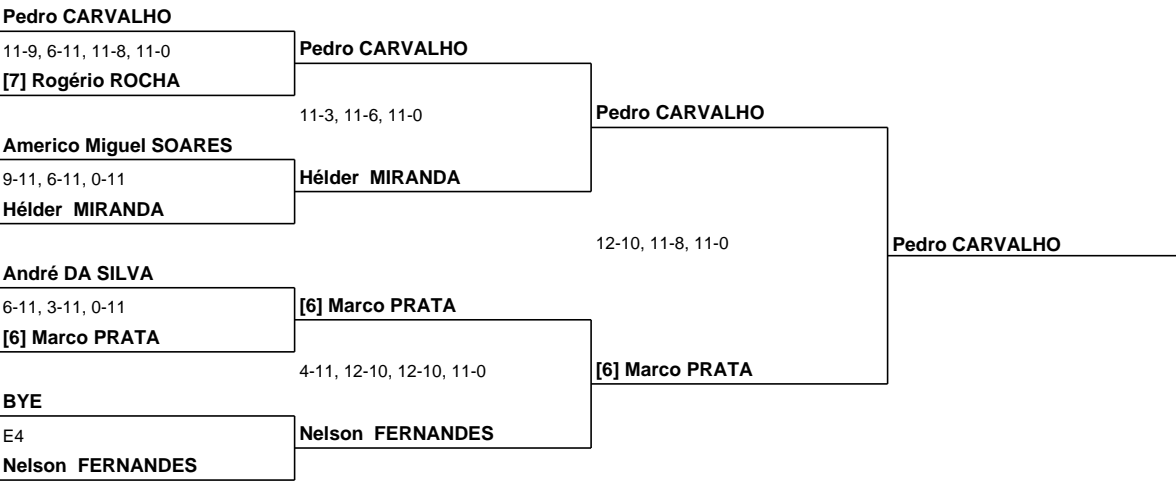 Pedro CARVALHO
11-9, 6-11, 11-8, 11-0
[7] Rogério ROCHA
Americo Miguel SOARES
9-11, 6-11, 0-11
Hélder MIRANDA
André DA SILVA
6-11, 3-11, 0-11
[6] Marco PRATA
BYE
E4
Nelson FERNANDES
Pedro CARVALHO
11-3, 11-6, 11-0
Hélder MIRANDA
[6] Marco PRATA
4-11, 12-10, 12-10, 11-0
Nelson FERNANDES
Pedro CARVALHO
12-10, 11-8, 11-0
[6] Marco PRATA
Pedro CARVALHO